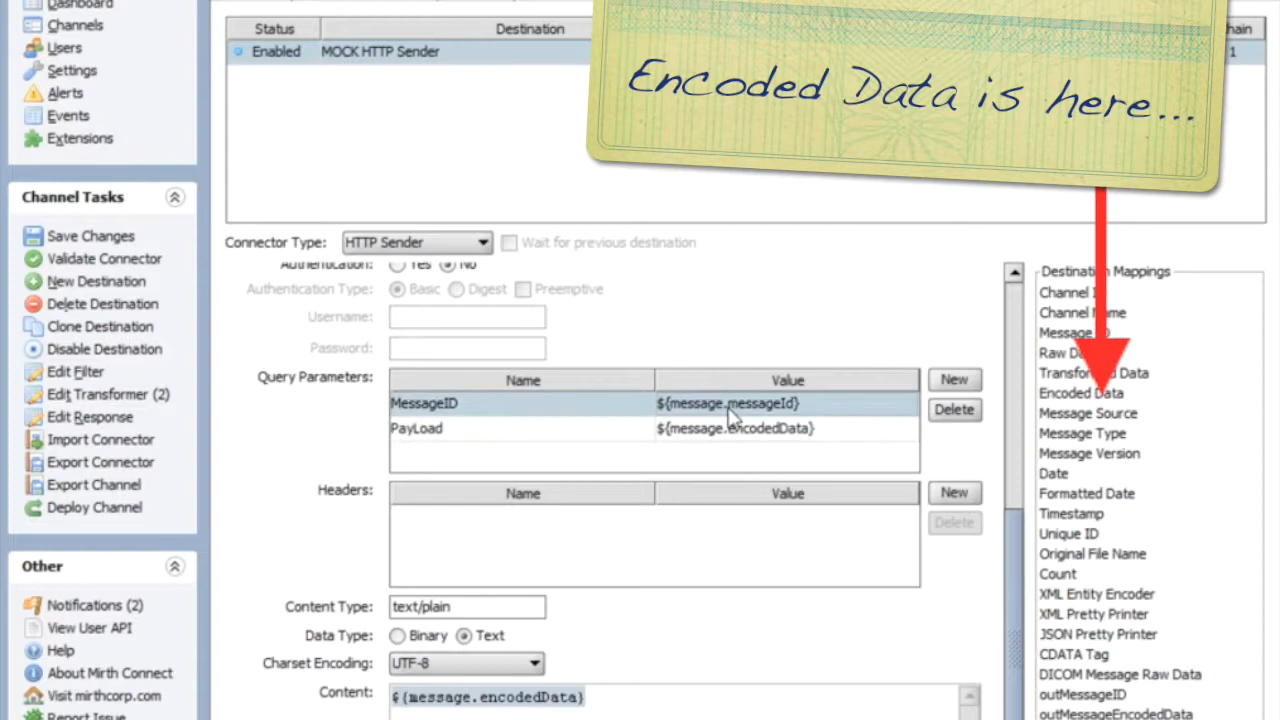 Dashboard
Channels
Users
Settings
Alerts
Events
Extensions
Channel Tasks
Save Changes
Validate Connector
New Destination
Delete Destination
Clone Destination
Disable Destination
Edit Filter
Edit Transformer (2)
Edit Response
Import Connector
Export Connector
Export Channel
Deploy Channel
Other
Notifications (2)
View User API
Help
About Mirth Connect
Visit mirthcorp.com
Report Issue
Status Destination
Enabled MOCK HTTP Sender 1
Encoded Data is here...
Connector Type: HTTP Sender Wait for previous destination
Authentication: Yes No
Authentication Type: Basic Digest Preemptive
Username:
Password:
Query Parameters: Name Value New
MessageID ${message.messageId} Delete
PayLoad ${message.encodedData}
Headers: Name Value New
Delete
Content Type: text/plain
Data Type: Binary Text
Charset Encoding: UTF-8
Content: ${message.encodedData}
Destination Mappings
Channel
Channel
Message
Raw
Data
Encoded Data
Message Source
Message Type
Message Version
Date
Formatted Date
Timestamp
Unique ID
Original File Name
Count
XML Entity Encoder
XML Pretty Printer
JSON Pretty Printer
CDATA Tag
DICOM Message Raw Data
outMessageID
outMessageEncodedData